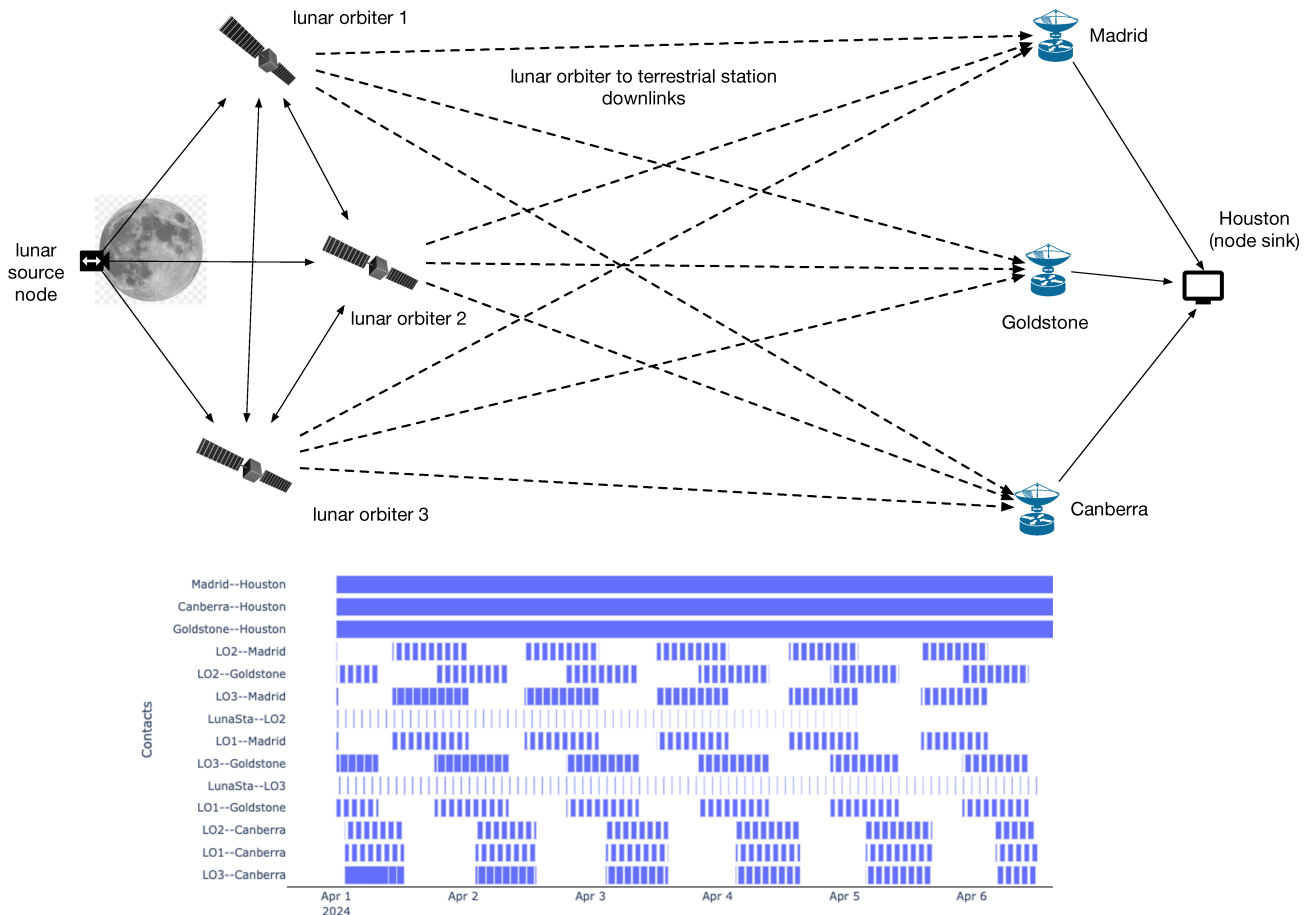 lunar orbiter 1
Madrid
lunar orbiter to terrestrial station
downlinks
lunar
source
node
Houston
(node sink)
lunar orbiter 2
Goldstone
lunar orbiter 3
Canberra
Contacts
Madrid--Houston
Canberra--Houston
Goldstone--Houston
LO2--Madrid
LO2--Goldstone
LO3--Madrid
LunaSta--LO2
LO1--Madrid
LO3--Goldstone
LunaSta--LO3
LO1--Goldstone
LO2--Canberra
LO1--Canberra
LO3--Canberra
Apr 1 Apr 2 Apr 3 Apr 4 Apr 5 Apr 6
2024